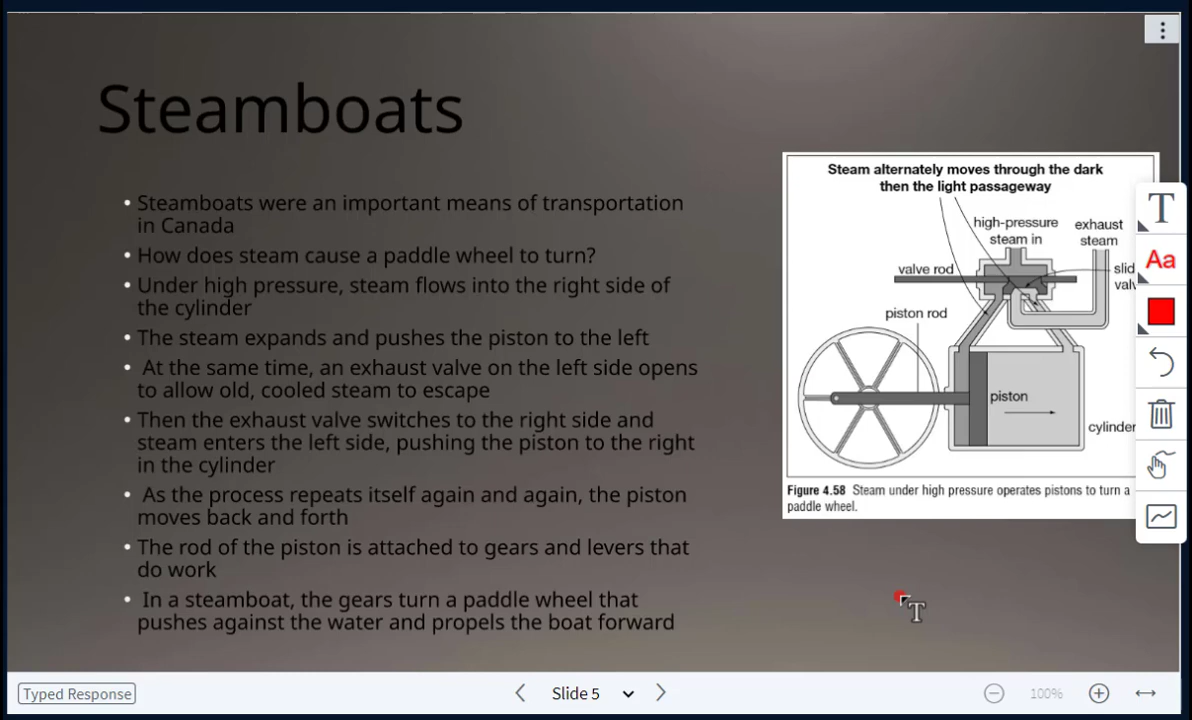 Steamboats
• Steamboats were an important means of transportation
in Canada
• How does steam cause a paddle wheel to turn?
• Under high pressure, steam flows into the right side of
the cylinder
• The steam expands and pushes the piston to the left
• At the same time, an exhaust valve on the left side opens
to allow old, cooled steam to escape
• Then the exhaust valve switches to the right side and
steam enters the left side, pushing the piston to the right
in the cylinder
• As the process repeats itself again and again, the piston
moves back and forth
• The rod of the piston is attached to gears and levers that
do work
• In a steamboat, the gears turn a paddle wheel that
pushes against the water and propels the boat forward
Steam alternately moves through the dark
then the light passageway
high-pressure
steam in
exhaust
steam
valve rod
slid
valv
piston rod
piston
cylinder
Figure 4.58 Steam under high pressure operates pistons to turn a
paddle wheel.
T
Aa
T
Typed Response
Slide 5
100%